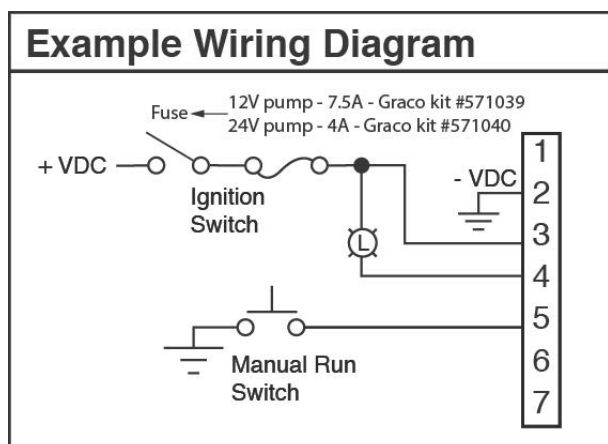 Example Wiring Diagram
12V pump - 7.5A - Graco kit #571039
Fuse
24V pump - 4A - Graco kit #571040
+ VDC
Ignition
Switch
- VDC
L
Manual Run
Switch
1
2
3
4
5
6
7